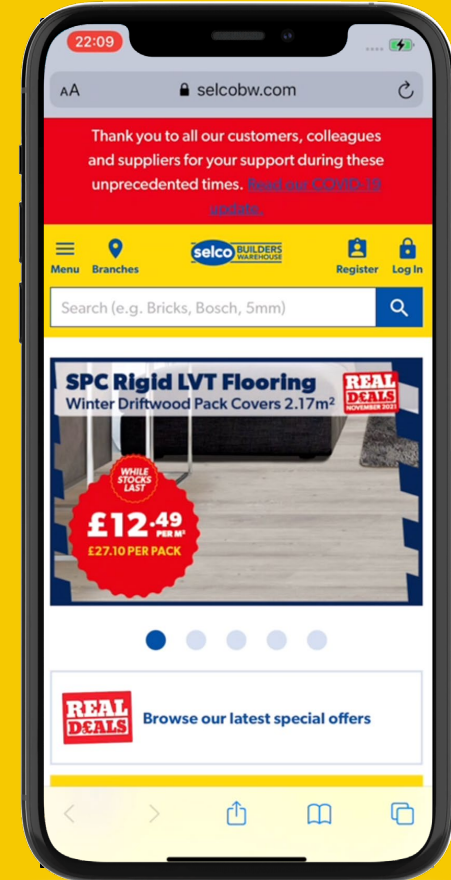 22:09
AA selcobw.com
Thank you to all our customers, colleagues
and suppliers for your support during these
unprecedented times. Read our COVID-19
update.
Menu Branches selco BUILDERS WAREHOUSE Register Log In
Search (e.g. Bricks, Bosch, 5mm)
SPC Rigid LVT Flooring
Winter Driftwood Pack Covers 2.17m²
REAL
DEALS
NOVEMBER 2021
WHILE
STOCKS
LAST
£12.49
PER M²
£27.10 PER PACK
REAL
DEALS
Browse our latest special offers